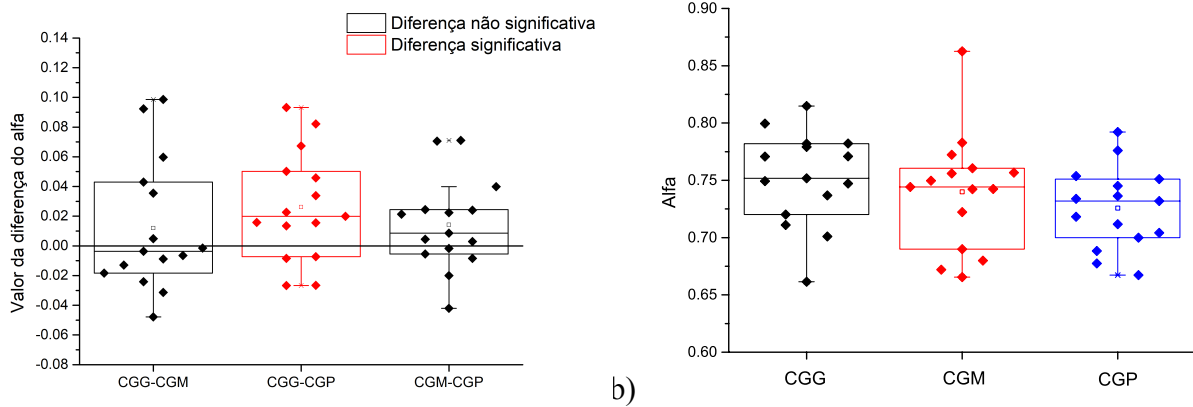 Diferença não significativa
Diferença significativa
Valor da diferença do alfa
0.14
0.12
0.10
0.08
0.06
0.04
0.02
0.00
-0.02
-0.04
-0.06
-0.08
CGG-CGM CGG-CGP CGM-CGP
b)
Alfa
0.90
0.85
0.80
0.75
0.70
0.65
0.60
CGG CGM CGP